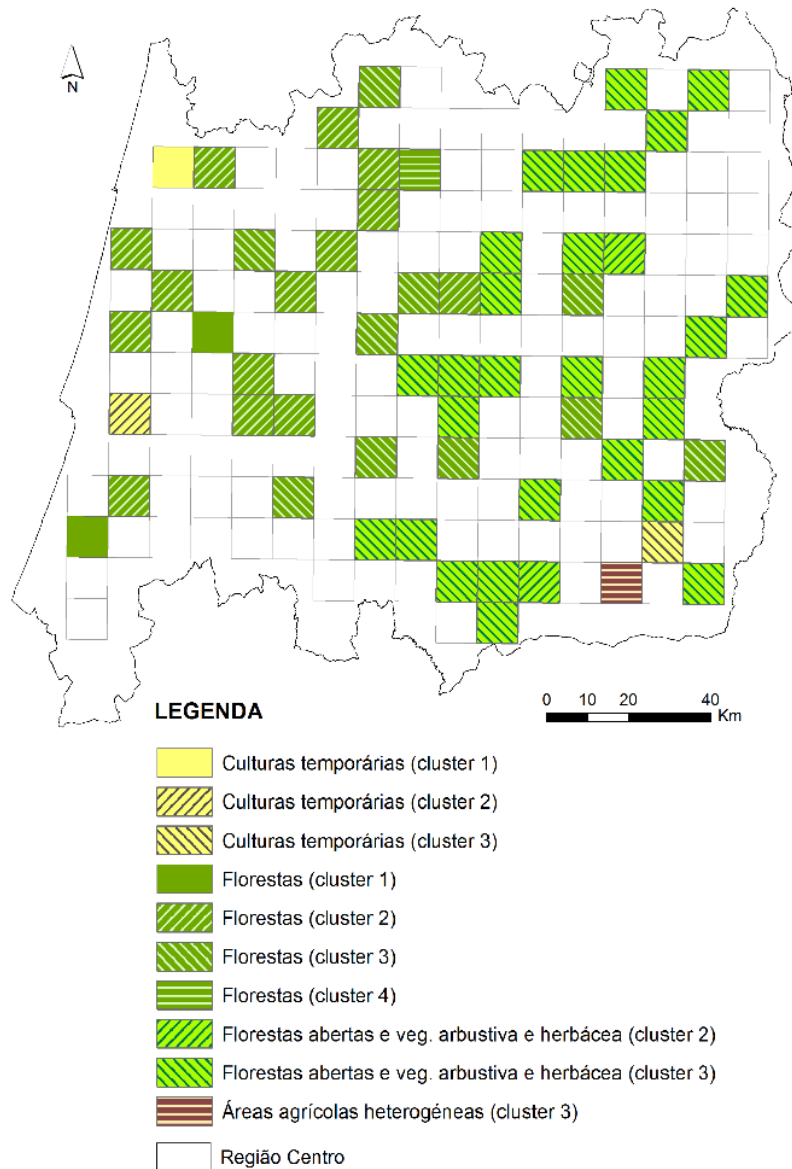 N
LEGENDA
0 10 20 40
Km
Culturas temporárias (cluster 1)
Culturas temporárias (cluster 2)
Culturas temporárias (cluster 3)
Florestas (cluster 1)
Florestas (cluster 2)
Florestas (cluster 3)
Florestas (cluster 4)
Florestas abertas e veg. arbustiva e herbácea (cluster 2)
Florestas abertas e veg. arbustiva e herbácea (cluster 3)
Áreas agrícolas heterogéneas (cluster 3)
Região Centro